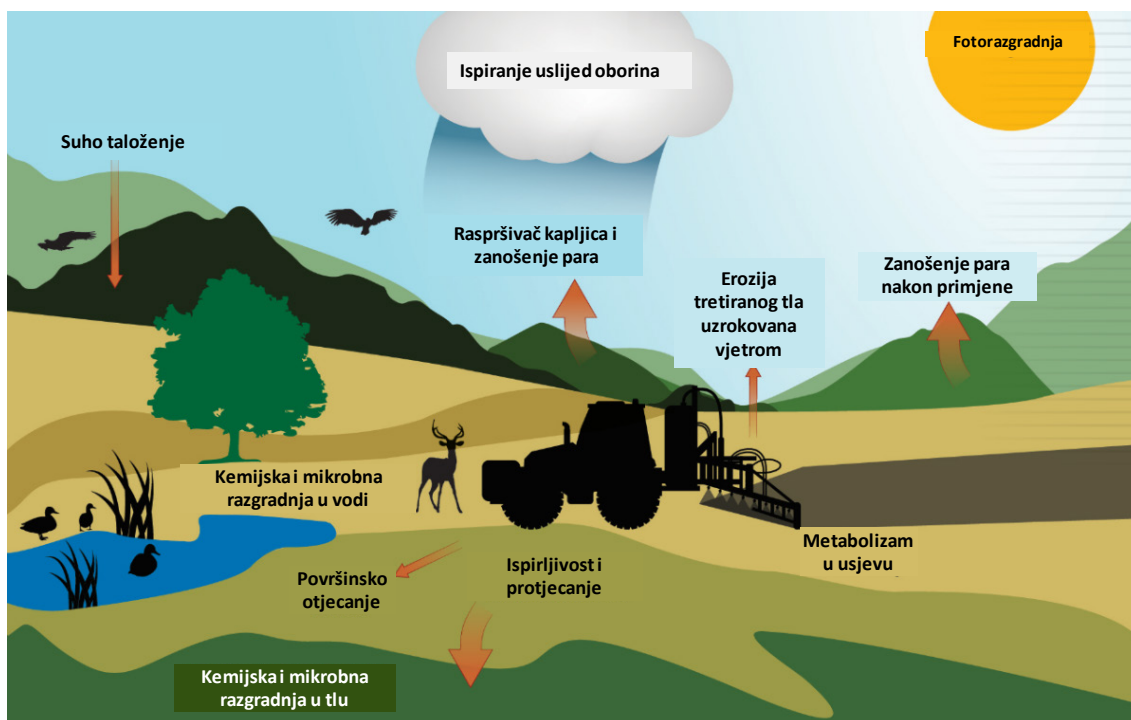 Fotorazgradnja
Ispiranje uslijed oborina
Suho taloženje
Raspršivač kapljica i
zanošenje para
Zanošenje para
nakon primjene
Erozija
tretiranog tla
uzrokovana
vjetrom
Kemijska i mikrobna
razgradnja u vodi
Metabolizam
u usjevu
Površinsko
otjecanje
Ispirljivost i
protjecanje
Kemijska i mikrobna
razgradnja u tlu